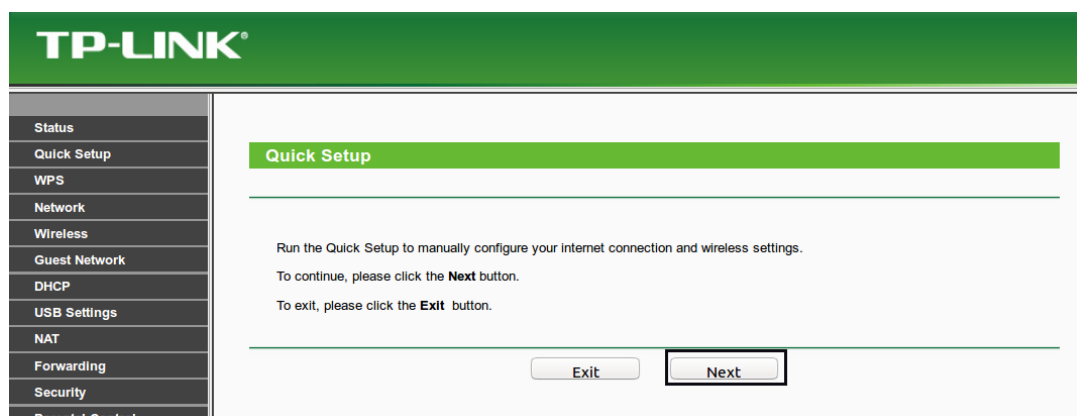 TP-LINK®
Status
Quick Setup
WPS
Network
Wireless
Guest Network
DHCP
USB Settings
NAT
Forwarding
Security
Quick Setup
Run the Quick Setup to manually configure your internet connection and wireless settings.
To continue, please click the Next button.
To exit, please click the Exit button.
Exit Next